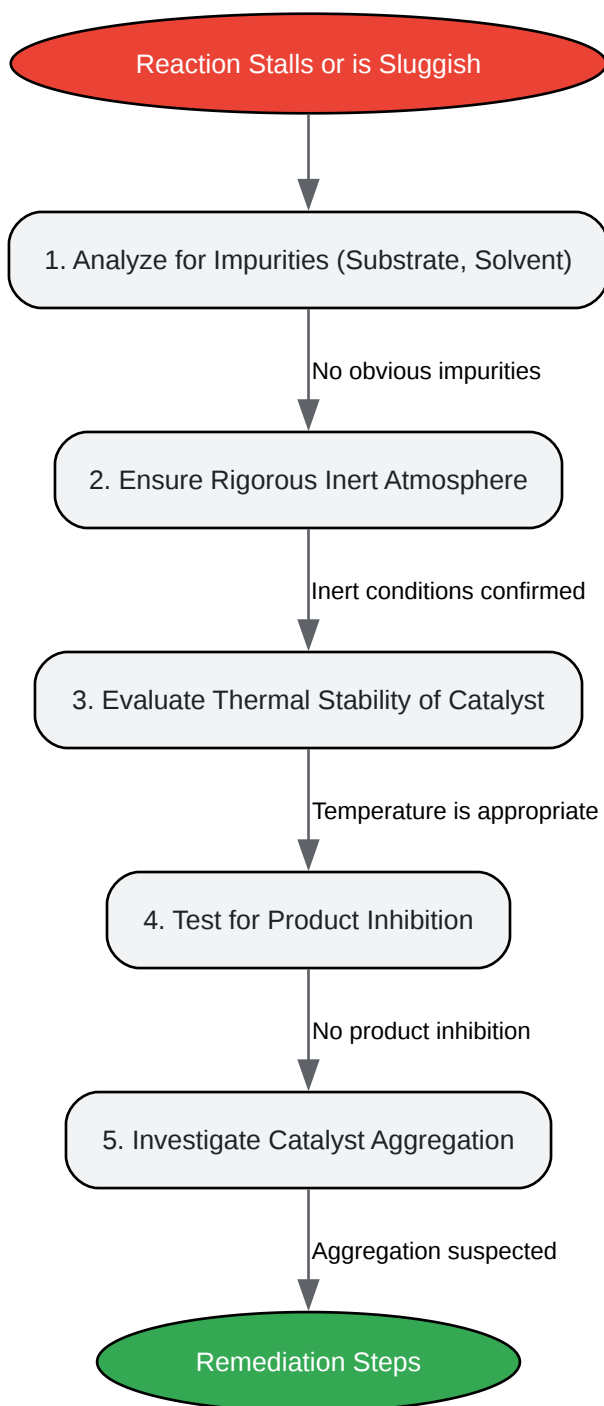 Reaction Stalls or is Sluggish
1. Analyze for Impurities (Substrate, Solvent)
No obvious impurities
2. Ensure Rigorous Inert Atmosphere
Inert conditions confirmed
3. Evaluate Thermal Stability of Catalyst
Temperature is appropriate
4. Test for Product Inhibition
No product inhibition
5. Investigate Catalyst Aggregation
Aggregation suspected
Remediation Steps